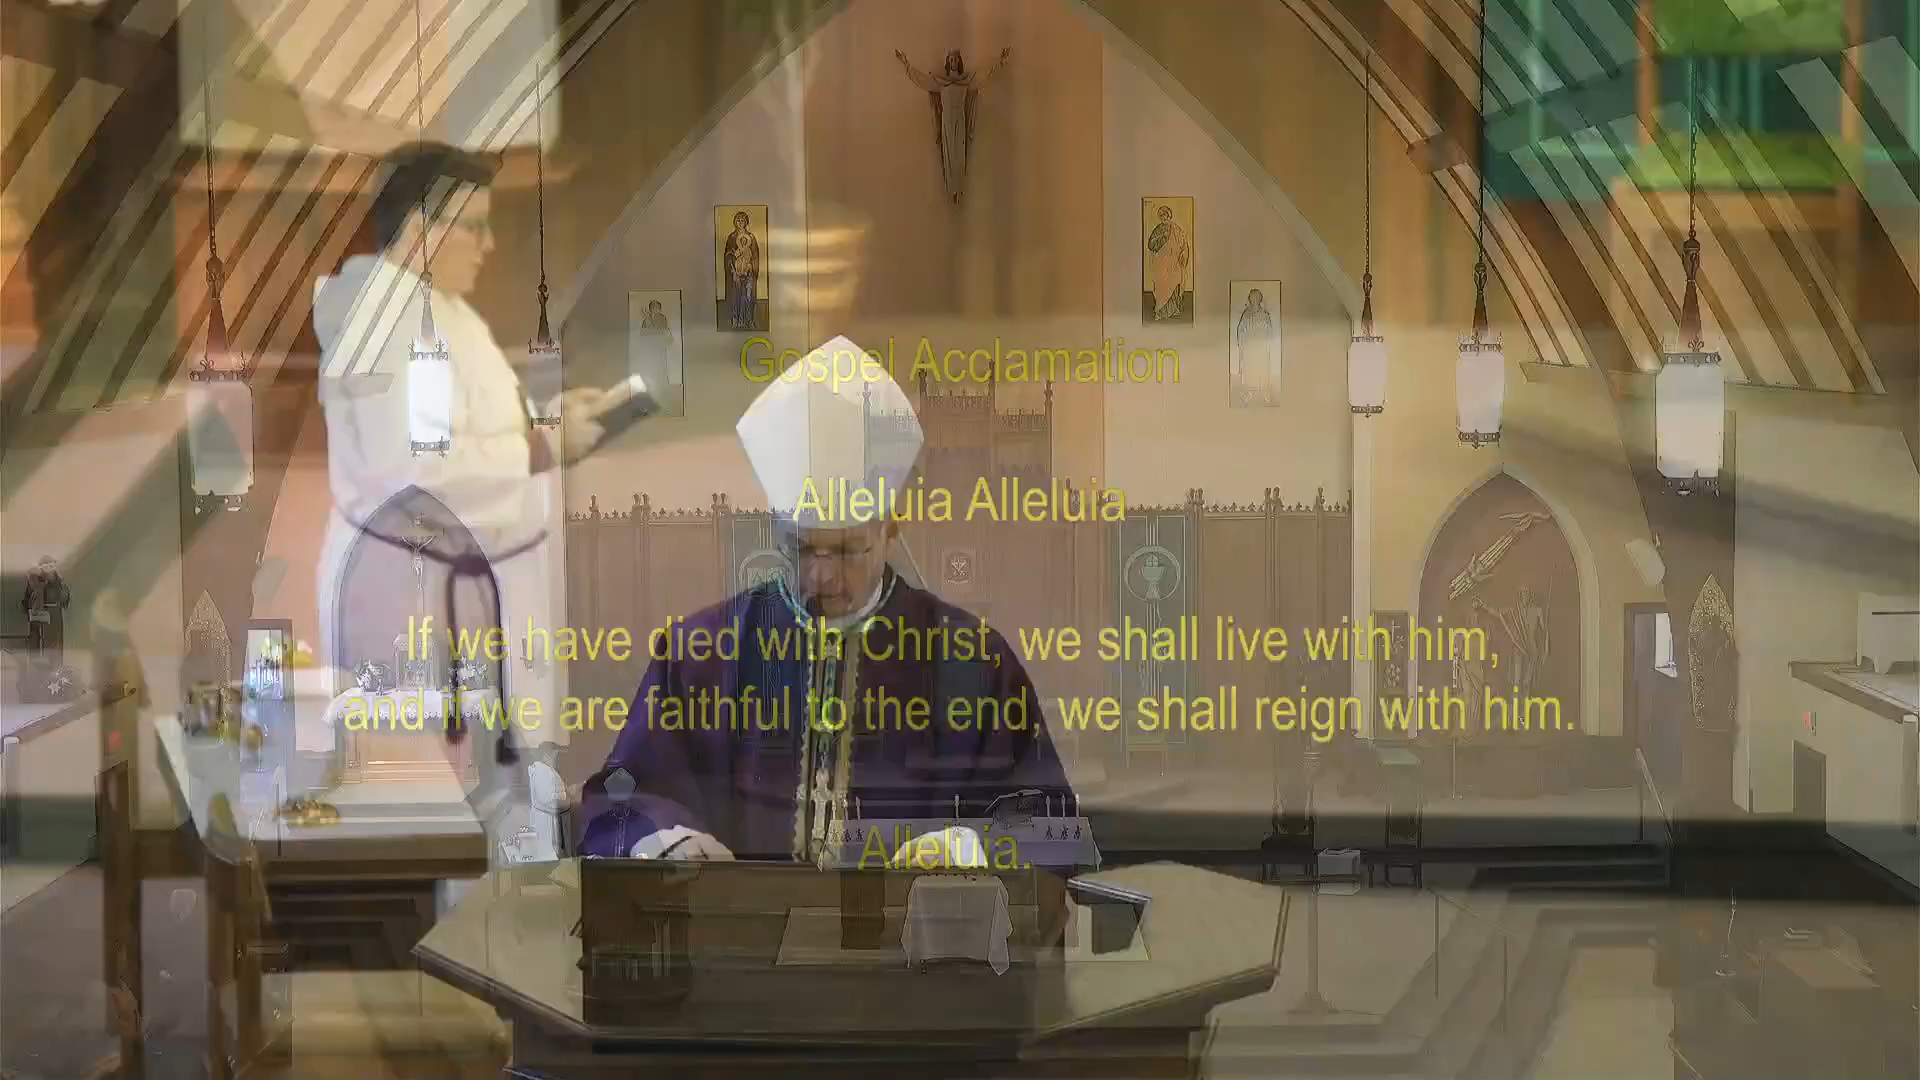 Gospel Acclamation
Alleluia Alleluia
If we have died with Christ, we shall live with him,
and if we are faithful to the end, we shall reign with him.
Alleluia.